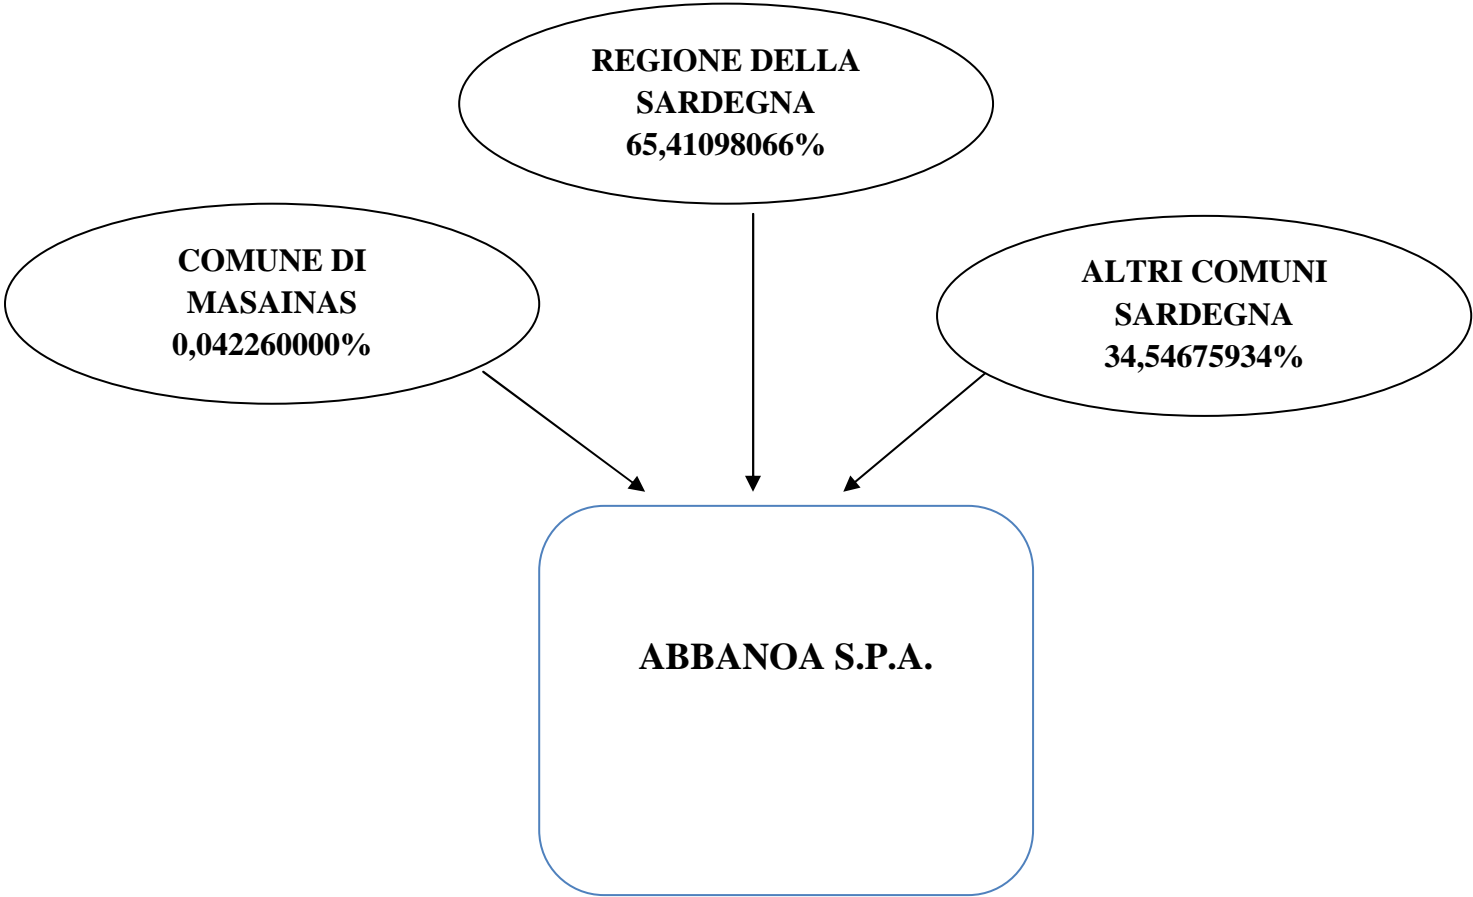 REGIONE DELLA
SARDEGNA
65,41098066%
COMUNE DI
MASAINAS
0,042260000%
ALTRI COMUNI
SARDEGNA
34,54675934%
ABBANOA S.P.A.